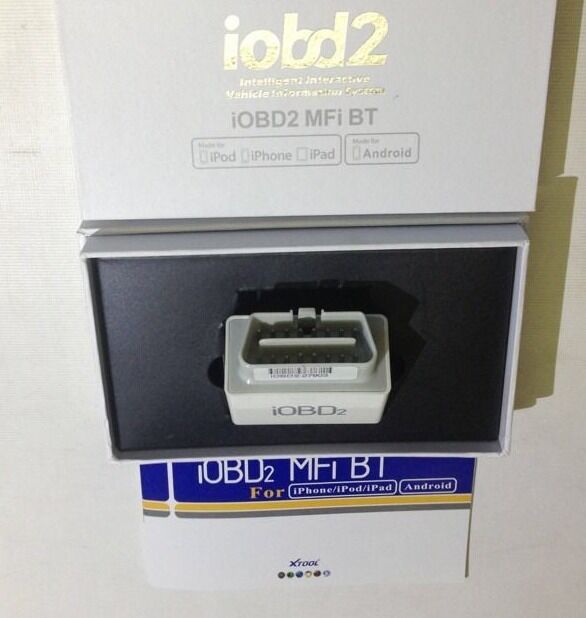 iobd2
Intelligent Interactive
Vehicle Information System
iOBD2 MFi BT
Made for
iPod iPhone iPad
Made for
Android
iOBD2
iOBD2 MFi BT
For iPhone/iPod/iPad Android
XTOOL